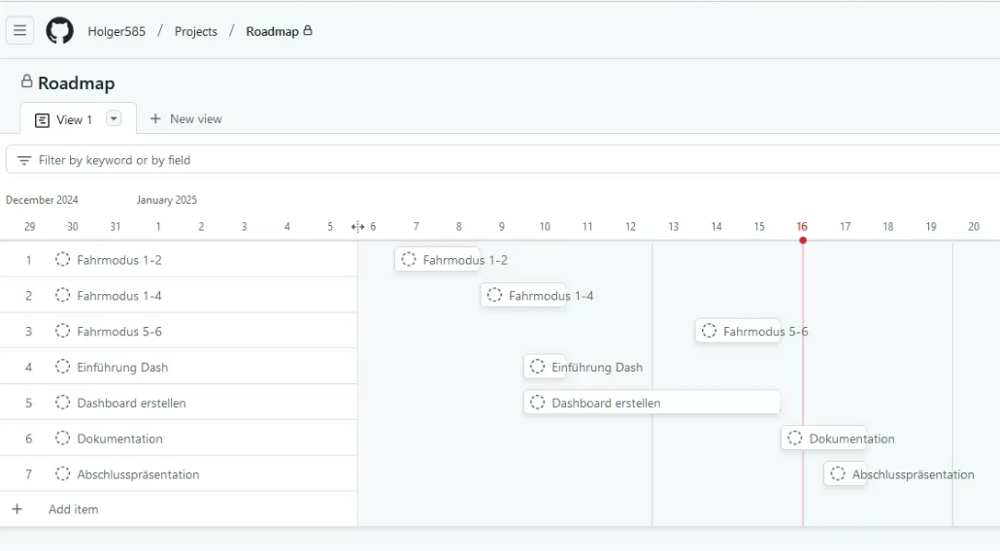 Holger585 / Projects / Roadmap
Roadmap
View 1 New view
Filter by keyword or by field
December 2024 January 2025
29 30 31 1 2 3 4 5 6 7 8 9 10 11 12 13 14 15 16 17 18 19 20
1 Fahrmodus 1-2 Fahrmodus 1-2
2 Fahrmodus 1-4 Fahrmodus 1-4
3 Fahrmodus 5-6 Fahrmodus 5-6
4 Einführung Dash Einführung Dash
5 Dashboard erstellen Dashboard erstellen
6 Dokumentation Dokumentation
7 Abschlusspräsentation Abschlusspräsentation
+ Add item